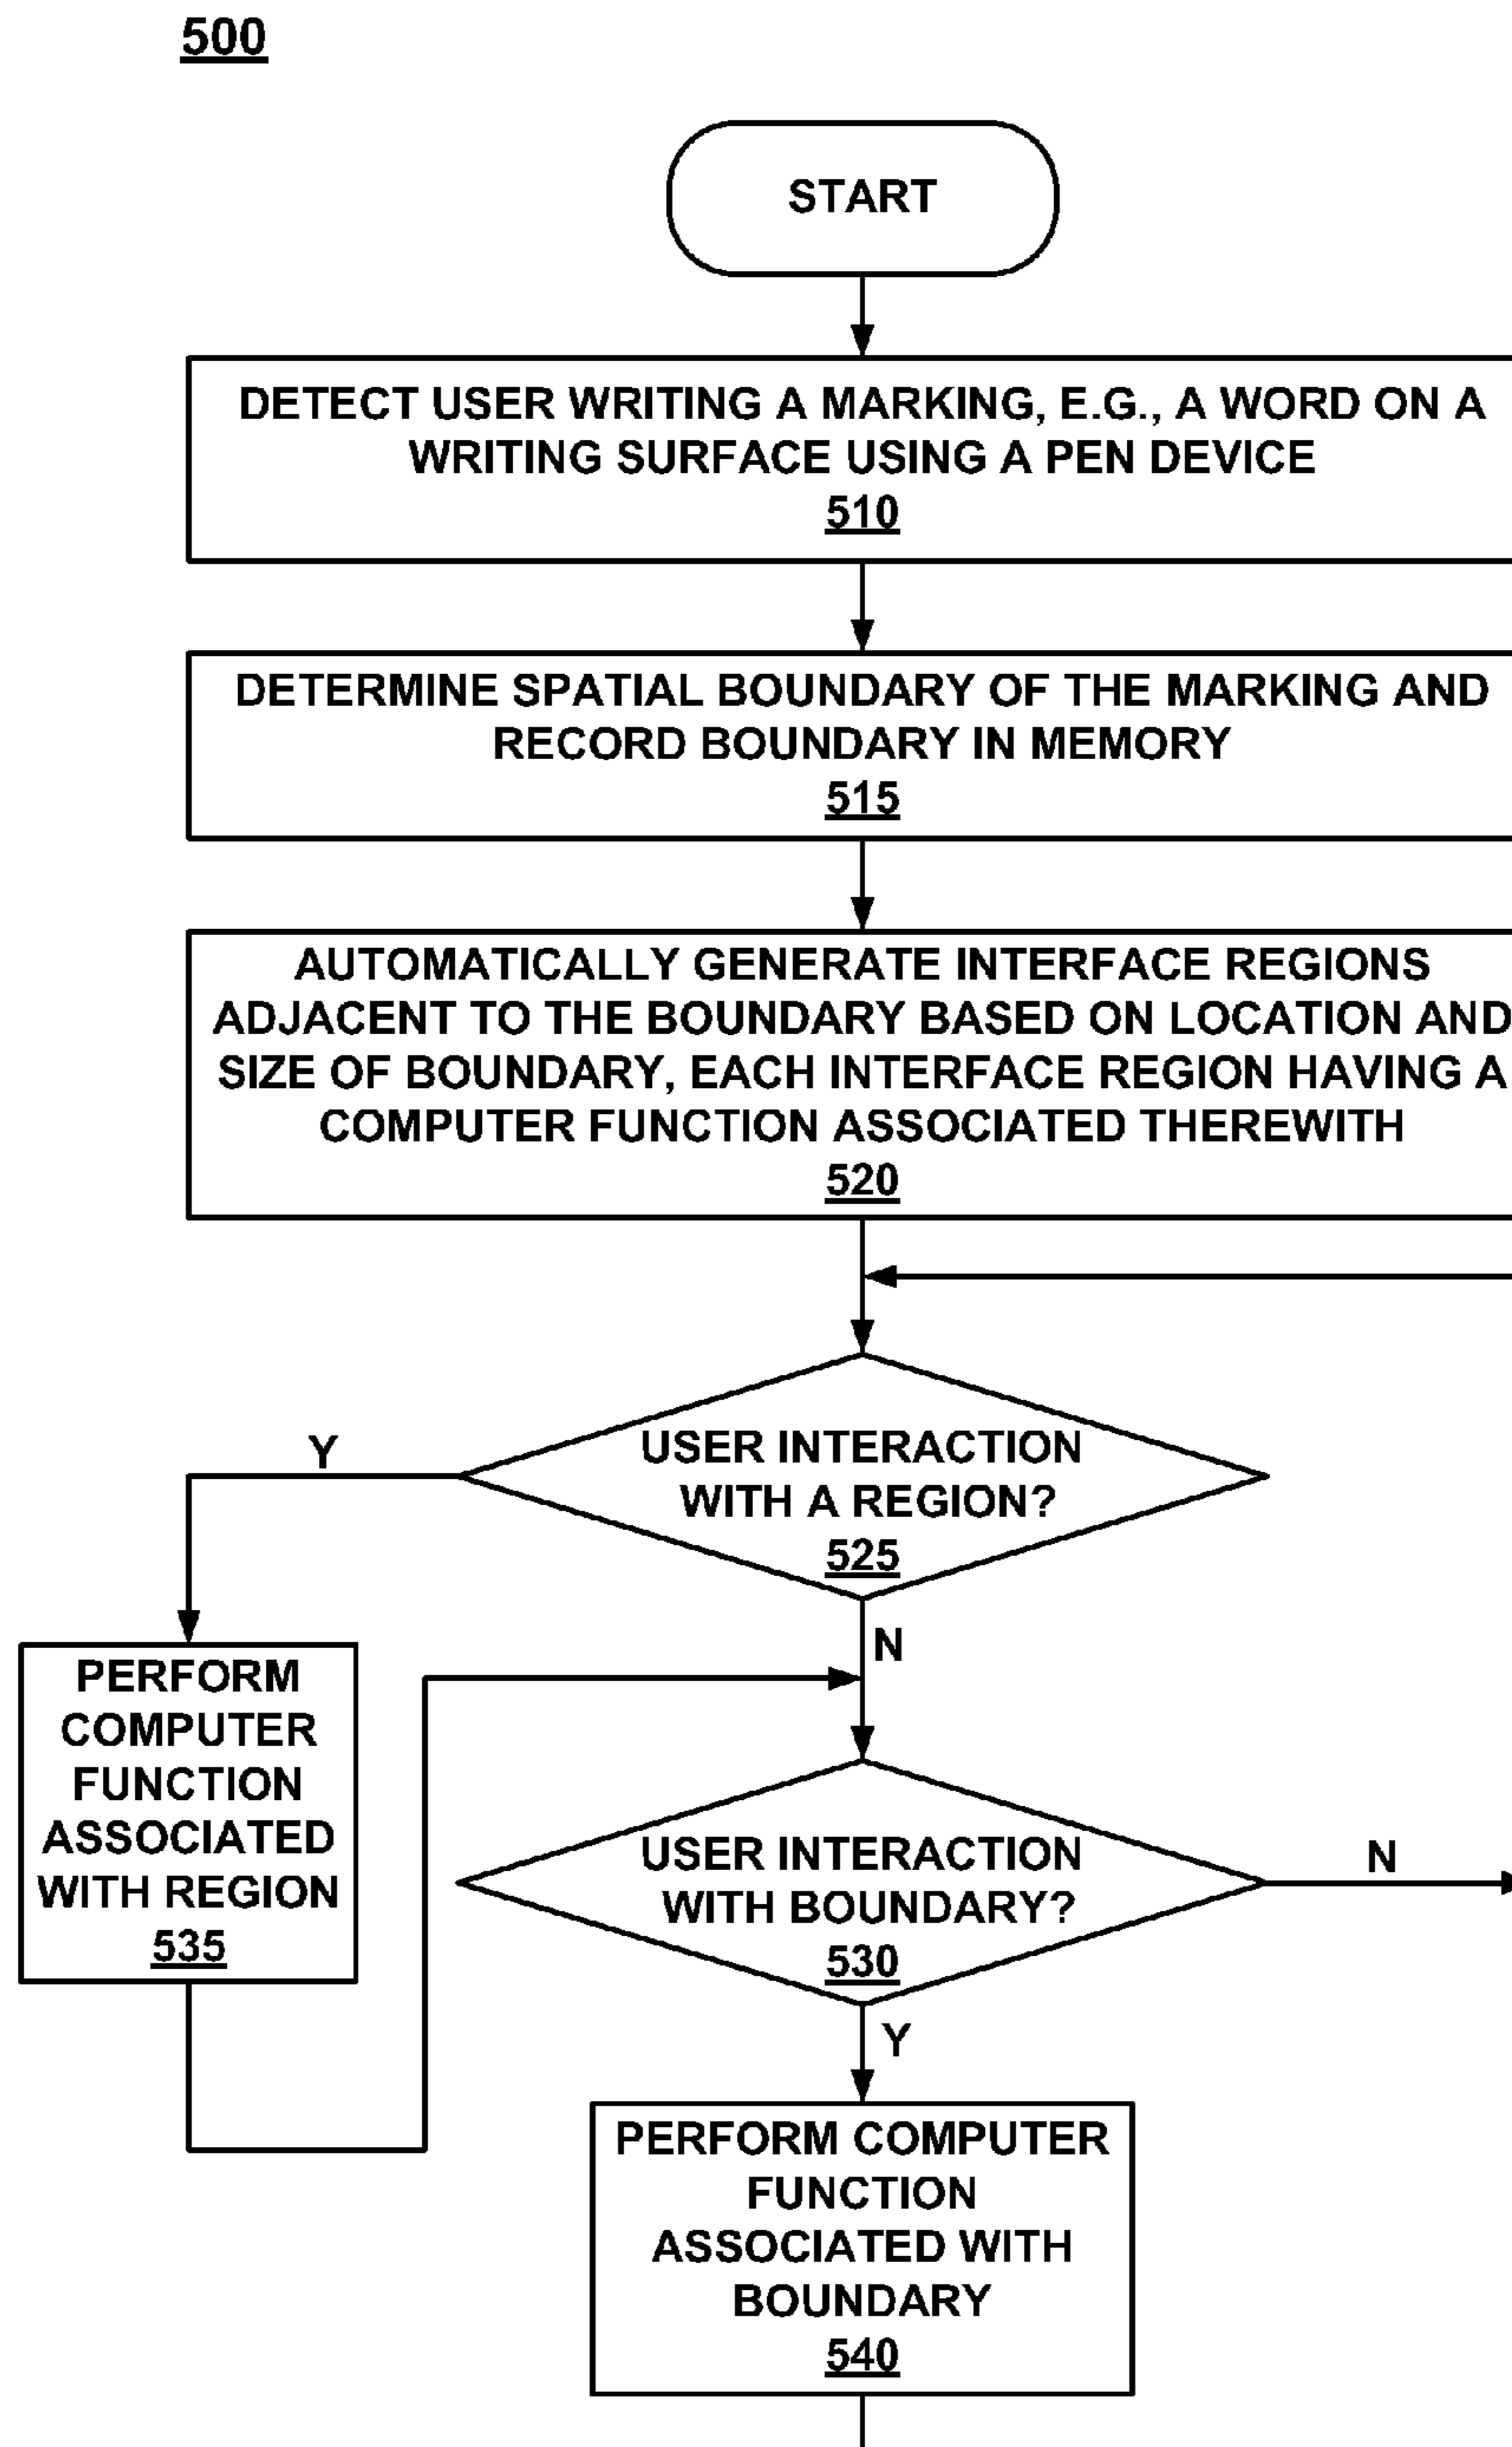 500
START
DETECT USER WRITING A MARKING, E.G., A WORD ON A
WRITING SURFACE USING A PEN DEVICE
510
DETERMINE SPATIAL BOUNDARY OF THE MARKING AND
RECORD BOUNDARY IN MEMORY
515
AUTOMATICALLY GENERATE INTERFACE REGIONS
ADJACENT TO THE BOUNDARY BASED ON LOCATION AND
SIZE OF BOUNDARY, EACH INTERFACE REGION HAVING A
COMPUTER FUNCTION ASSOCIATED THEREWITH
520
USER INTERACTION
WITH A REGION?
525
Y
N
PERFORM
COMPUTER
FUNCTION
ASSOCIATED
WITH REGION
535
USER INTERACTION
WITH BOUNDARY?
530
N
Y
PERFORM COMPUTER
FUNCTION
ASSOCIATED WITH
BOUNDARY
540